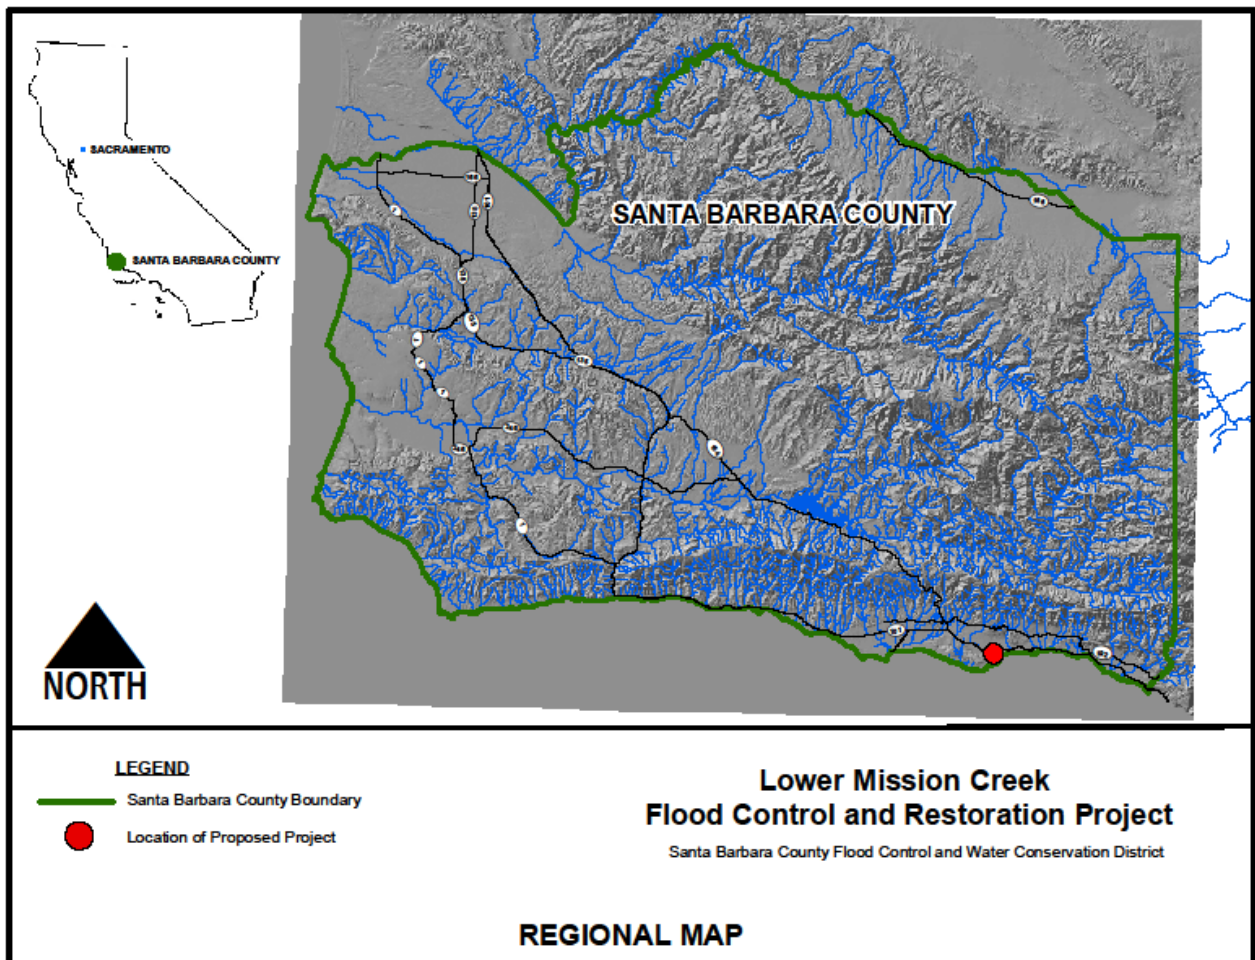 SACRAMENTO
SANTA BARBARA COUNTY
SANTA BARBARA COUNTY
NORTH
LEGEND
Santa Barbara County Boundary
Location of Proposed Project
Lower Mission Creek
Flood Control and Restoration Project
Santa Barbara County Flood Control and Water Conservation District
REGIONAL MAP